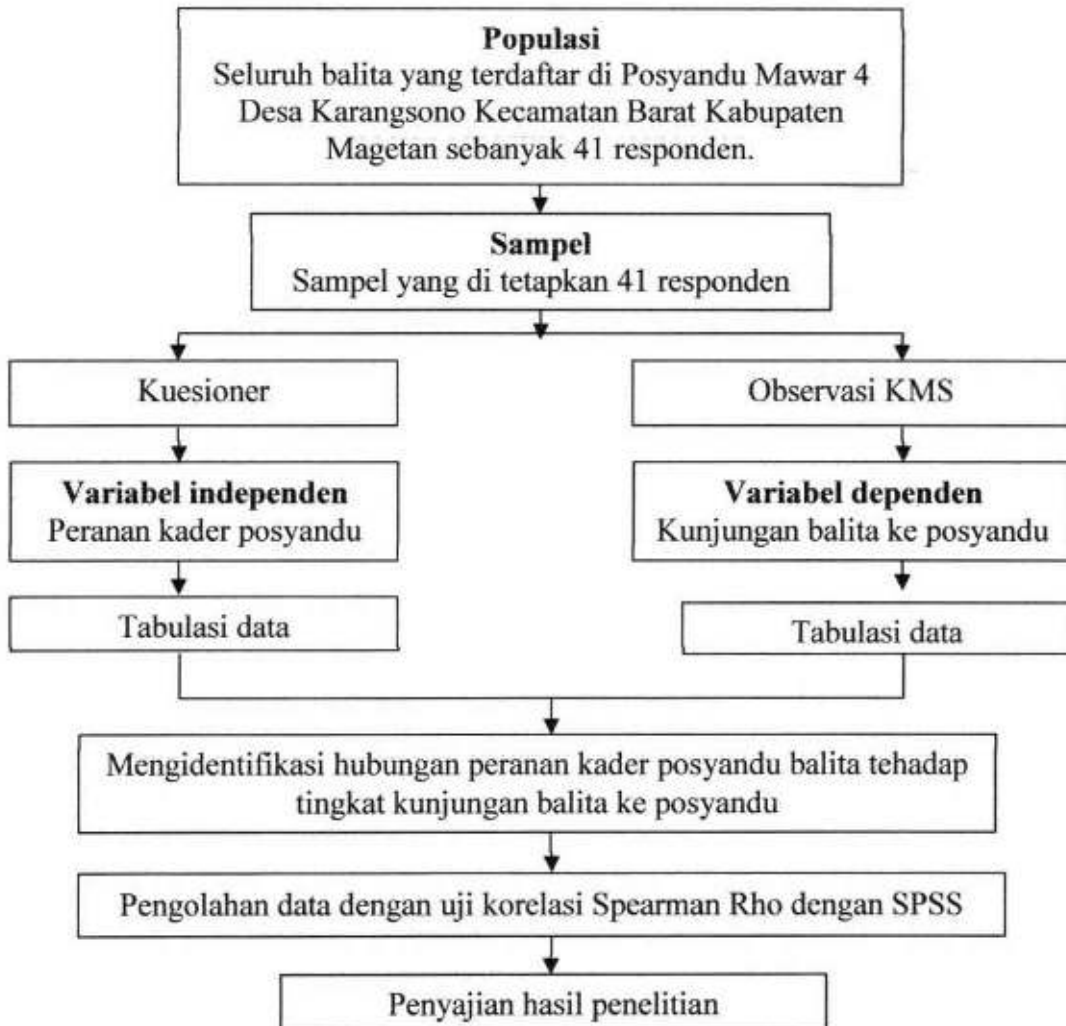 Populasi
Seluruh balita yang terdaftar di Posyandu Mawar 4
Desa Karangsono Kecamatan Barat Kabupaten
Magetan sebanyak 41 responden.
Sampel
Sampel yang di tetapkan 41 responden
Kuesioner
Observasi KMS
Variabel independen
Peranan kader posyandu
Variabel dependen
Kunjungan balita ke posyandu
Tabulasi data
Tabulasi data
Mengidentifikasi hubungan peranan kader posyandu balita tehadap
tingkat kunjungan balita ke posyandu
Pengolahan data dengan uji korelasi Spearman Rho dengan SPSS
Penyajian hasil penelitian